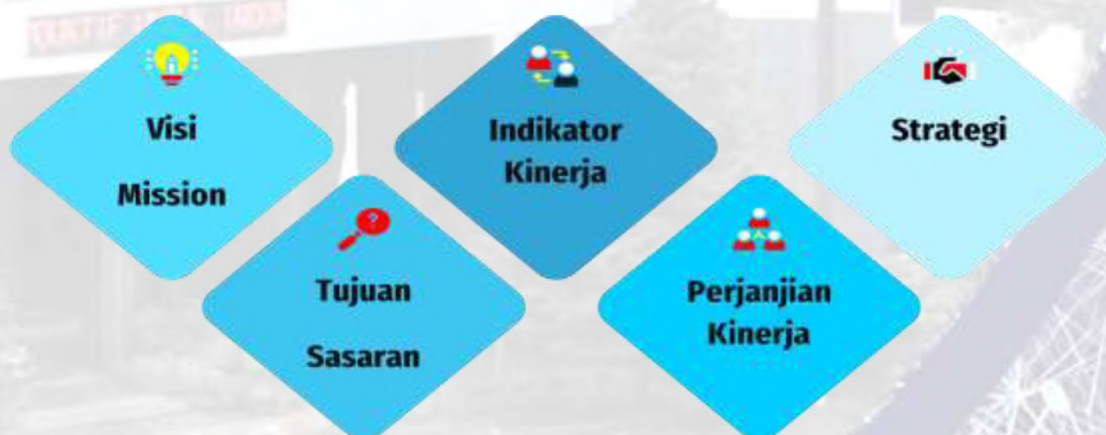 Visi
Mission
Tujuan
Sasaran
Indikator
Kinerja
Perjanjian
Kinerja
Strategi